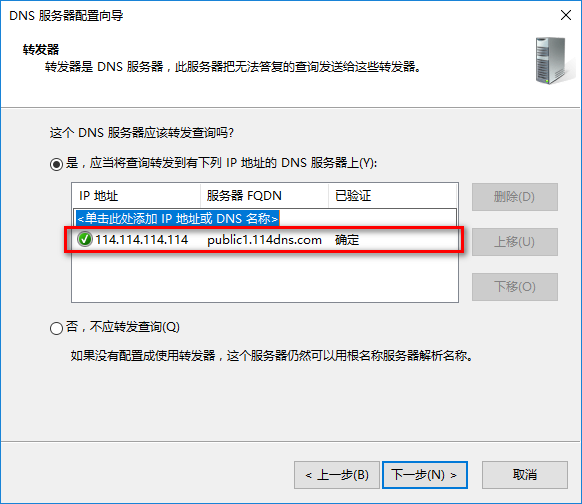 DNS 服务器配置向导
转发器
转发器是 DNS 服务器，此服务器把无法答复的查询发送给这些转发器。
这个 DNS 服务器应该转发查询吗?
是，应当将查询转发到有下列 IP 地址的 DNS 服务器上(Y):
IP 地址 服务器 FQDN 已验证 删除(D)
<单击此处添加 IP 地址或 DNS 名称>
114.114.114.114 public1.114dns.com 确定 上移(U)
下移(O)
否，不应转发查询(Q)
如果没有配置成使用转发器，这个服务器仍然可以用根名称服务器解析名称。
< 上一步(B) 下一步(N) > 取消